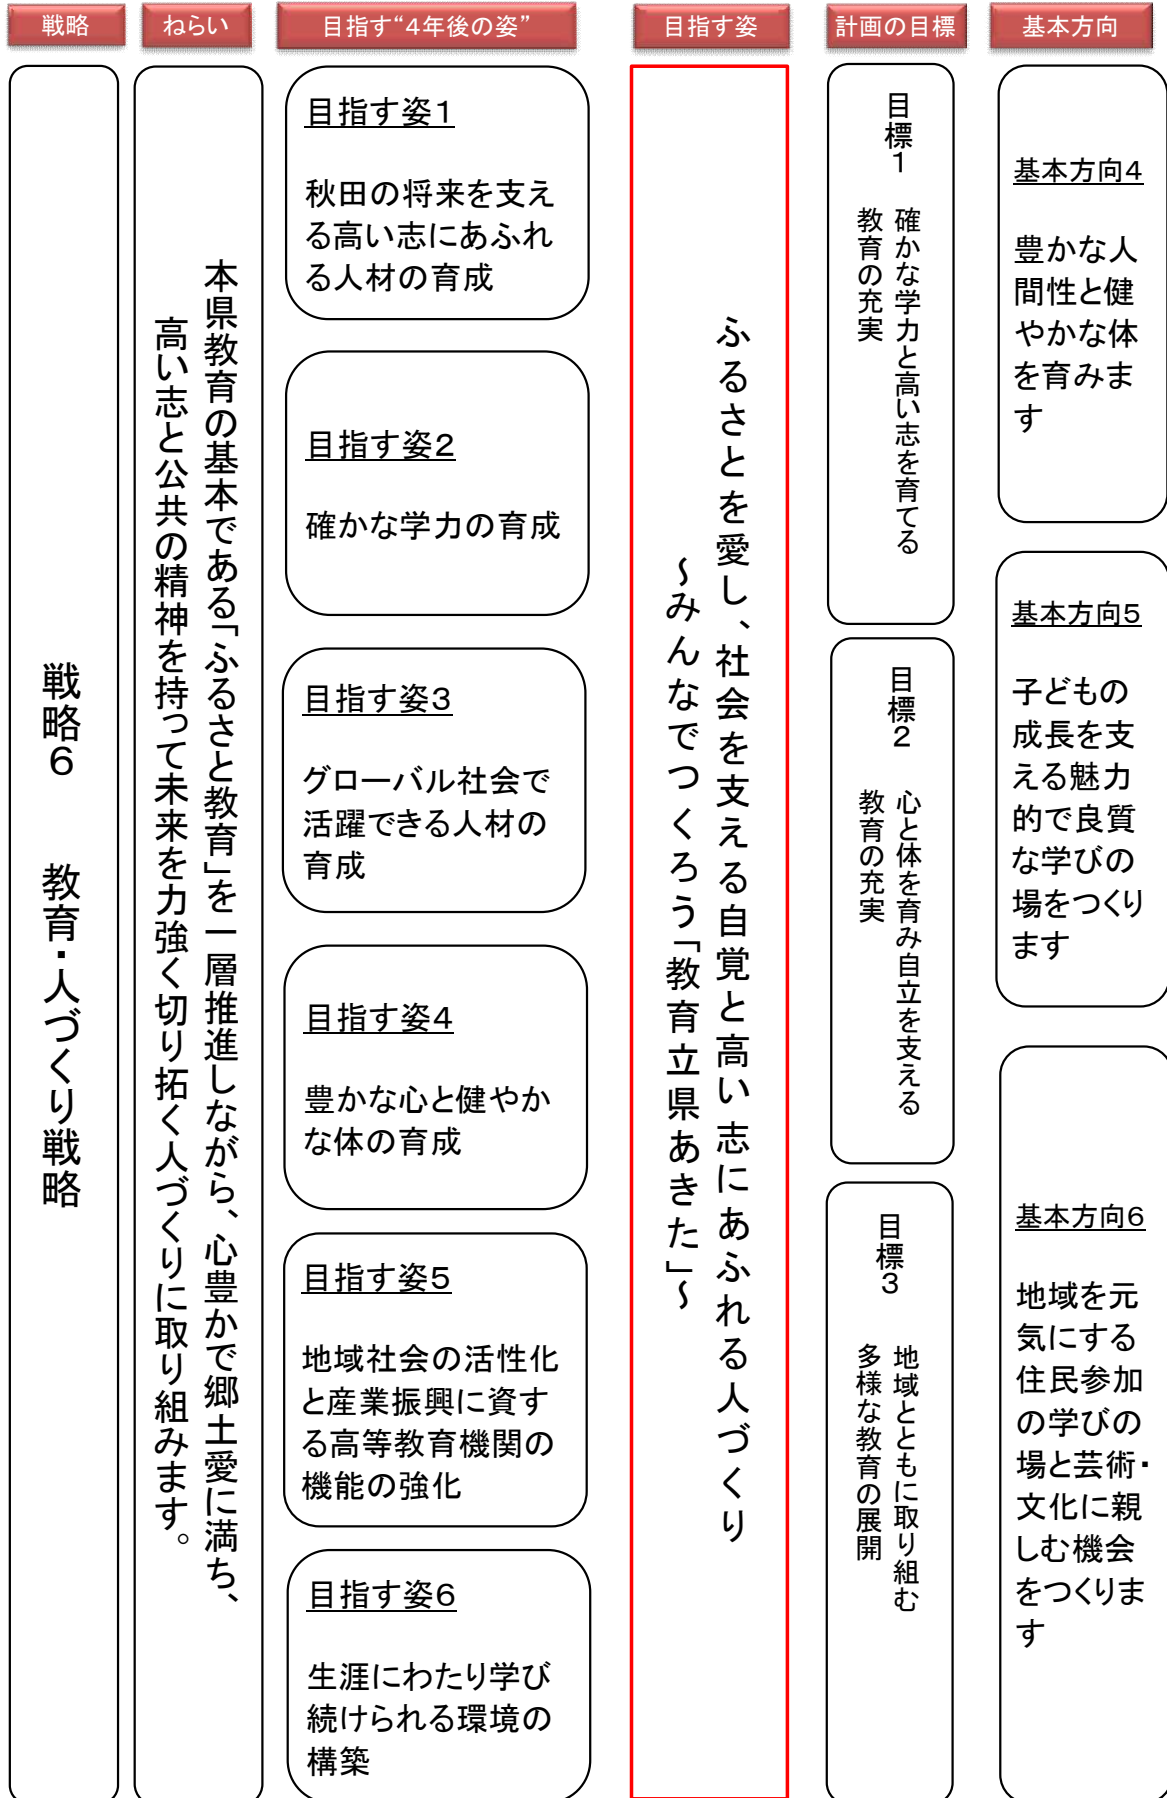 戦略
ねらい
目指す“4年後の姿”
目指す姿
計画の目標
基本方向
戦略６　教育・人づくり戦略
本県教育の基本である「ふるさと教育」を一層推進しながら、心豊かで郷土愛に満ち、
高い志と公共の精神を持って未来を力強く切り拓く人づくりに取り組みます。
目指す姿１
秋田の将来を支え
る高い志にあふれ
る人材の育成
目指す姿２
確かな学力の育成
目指す姿３
グローバル社会で
活躍できる人材の
育成
目指す姿４
豊かな心と健やか
な体の育成
目指す姿５
地域社会の活性化
と産業振興に資す
る高等教育機関の
機能の強化
目指す姿６
生涯にわたり学び
続けられる環境の
構築
ふるさとを愛し、社会を支える自覚と高い志にあふれる人づくり
～みんなでつくろう「教育立県あきた」～
目標１
確かな学力と高い志を育てる
教育の充実
目標２
心と体を育み自立を支える
教育の充実
目標３
地域とともに取り組む
多様な教育の展開
基本方向４
豊かな人
間性と健
やかな体
を育みま
す
基本方向５
子どもの
成長を支
える魅力
的で良質
な学びの
場をつくり
ます
基本方向６
地域を元
気にする
住民参加
の学びの
場と芸術・
文化に親
しむ機会
をつくりま
す